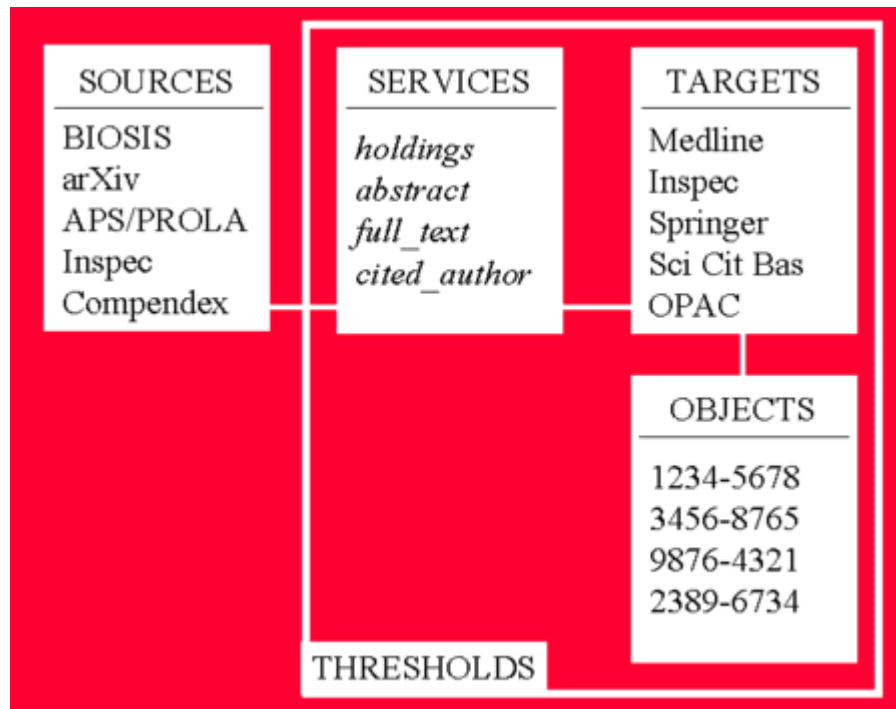 SOURCES
BIOSIS
arXiv
APS/PROLA
Inspec
Compendex
SERVICES
holdings
abstract
full_text
cited_author
TARGETS
Medline
Inspec
Springer
Sci Cit Bas
OPAC
OBJECTS
1234-5678
3456-8765
9876-4321
2389-6734
THRESHOLDS